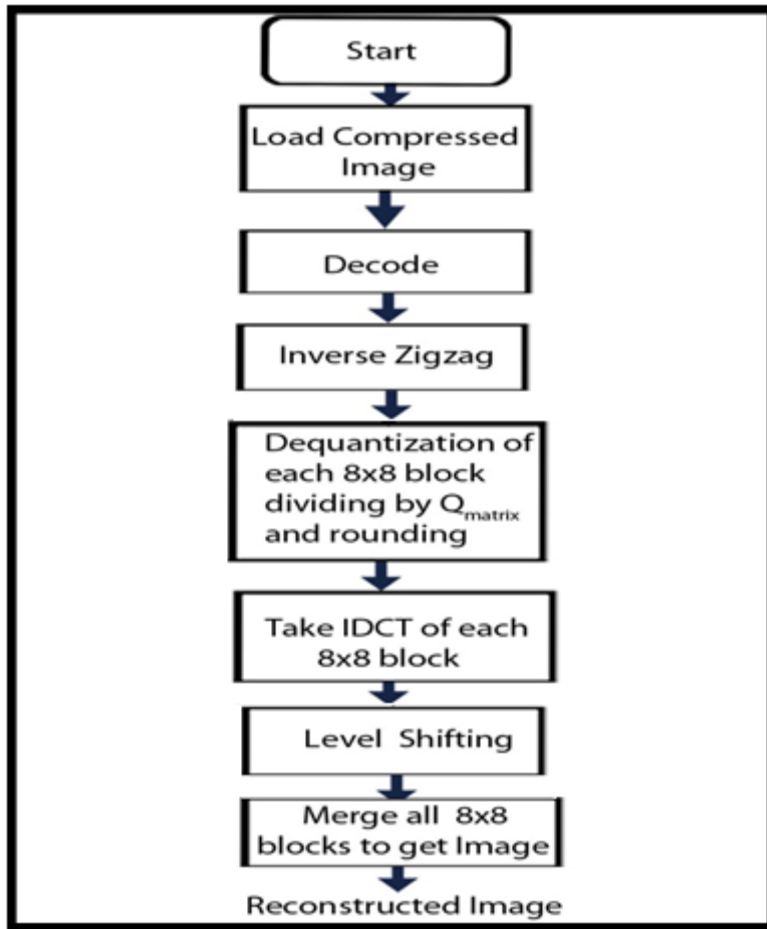 Start
Load Compressed
Image
Decode
Inverse Zigzag
Dequantization of
each 8x8 block
dividing by Qmatrix
and rounding
Take IDCT of each
8x8 block
Level Shifting
Merge all 8x8
blocks to get Image
Reconstructed Image